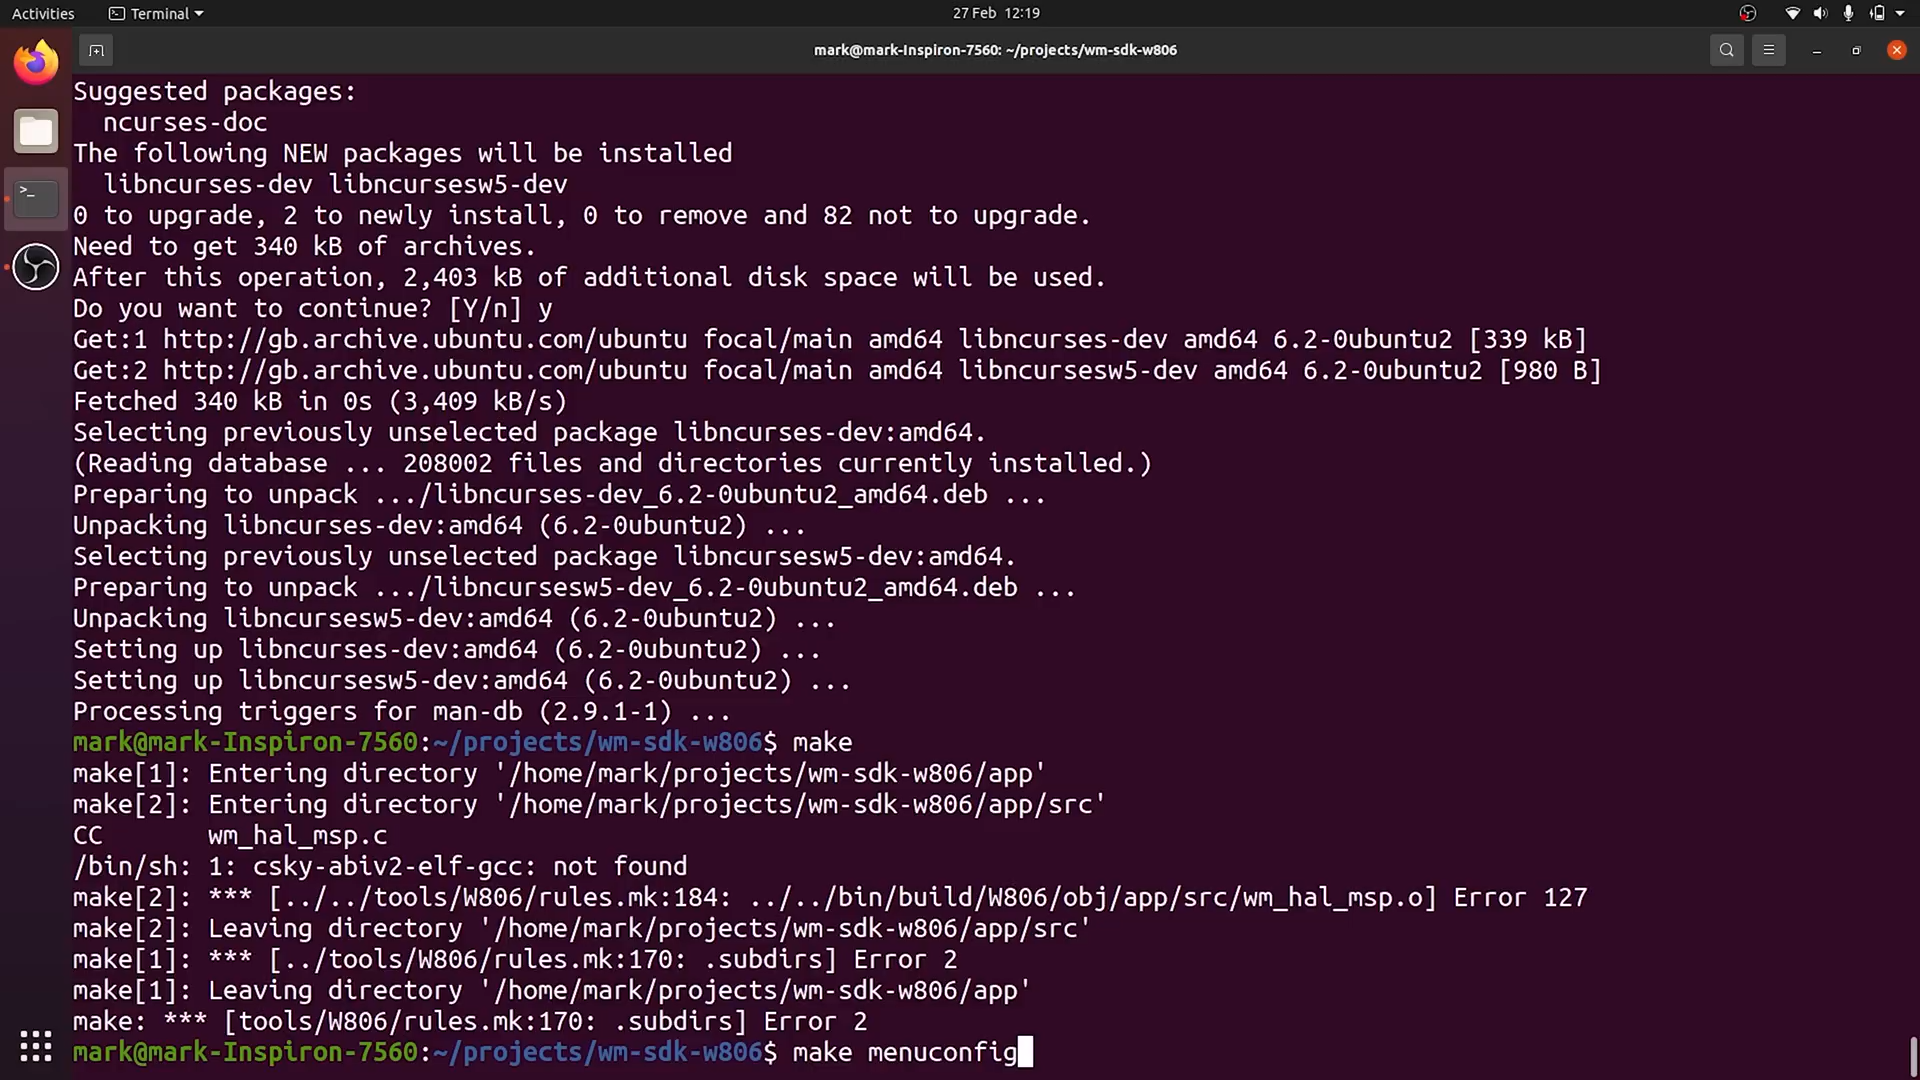 Activities
Terminal
27 Feb 12:19
mark@mark-Inspiron-7560: ~/projects/wm-sdk-w806
Suggested packages:
ncurses-doc
The following NEW packages will be installed
libncurses-dev libncursesw5-dev
0 to upgrade, 2 to newly install, 0 to remove and 82 not to upgrade.
Need to get 340 kB of archives.
After this operation, 2,403 kB of additional disk space will be used.
Do you want to continue? [Y/n] y
Get:1 http://gb.archive.ubuntu.com/ubuntu focal/main amd64 libncurses-dev amd64 6.2-0ubuntu2 [339 kB]
Get:2 http://gb.archive.ubuntu.com/ubuntu focal/main amd64 libncursesw5-dev amd64 6.2-0ubuntu2 [980 B]
Fetched 340 kB in 0s (3,409 kB/s)
Selecting previously unselected package libncurses-dev:amd64.
(Reading database ... 208002 files and directories currently installed.)
Preparing to unpack .../libncurses-dev_6.2-0ubuntu2_amd64.deb ...
Unpacking libncurses-dev:amd64 (6.2-0ubuntu2) ...
Selecting previously unselected package libncursesw5-dev:amd64.
Preparing to unpack .../libncursesw5-dev_6.2-0ubuntu2_amd64.deb ...
Unpacking libncursesw5-dev:amd64 (6.2-0ubuntu2) ...
Setting up libncurses-dev:amd64 (6.2-0ubuntu2) ...
Setting up libncursesw5-dev:amd64 (6.2-0ubuntu2) ...
Processing triggers for man-db (2.9.1-1) ...
mark@mark-Inspiron-7560:~/projects/wm-sdk-w806$ make
make[1]: Entering directory '/home/mark/projects/wm-sdk-w806/app'
make[2]: Entering directory '/home/mark/projects/wm-sdk-w806/app/src'
CC       wm_hal_msp.c
/bin/sh: 1: csky-abiv2-elf-gcc: not found
make[2]: *** [../../tools/W806/rules.mk:184: ../../bin/build/W806/obj/app/src/wm_hal_msp.o] Error 127
make[2]: Leaving directory '/home/mark/projects/wm-sdk-w806/app/src'
make[1]: *** [../tools/W806/rules.mk:170: .subdirs] Error 2
make[1]: Leaving directory '/home/mark/projects/wm-sdk-w806/app'
make: *** [tools/W806/rules.mk:170: .subdirs] Error 2
mark@mark-Inspiron-7560:~/projects/wm-sdk-w806$ make menuconfig